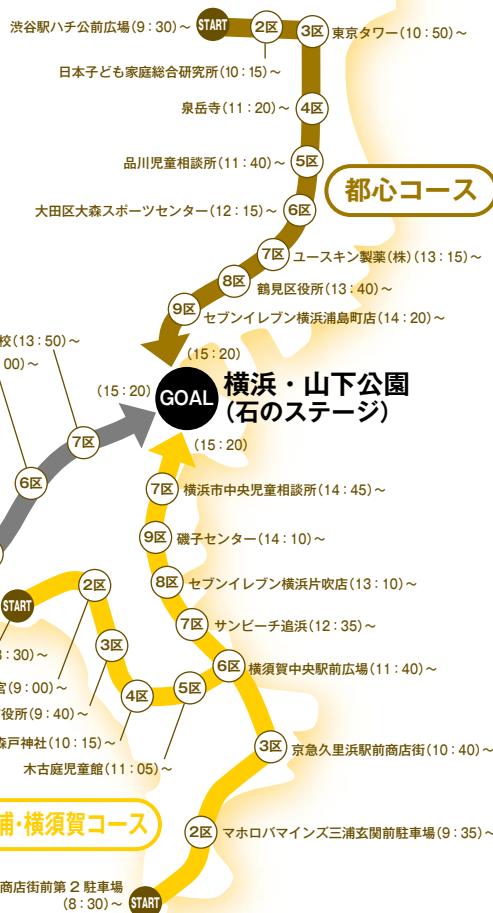 渋谷駅ハチ公前広場(9:30)～
START
2区
3区
東京タワー(10:50)～
日本子ども家庭総合研究所(10:15)～
泉岳寺(11:20)～
4区
品川児童相談所(11:40)～
5区
都心コース
大田区大森スポーツセンター(12:15)～
6区
7区
ユースキン製薬(株)(13:15)～
8区
鶴見区役所(13:40)～
9区
セブンイレブン横浜浦島町店(14:20)～
校(13:50)～
(15:20)
00)～
(15:20)
GOAL
横浜・山下公園
(石のステージ)
(15:20)
7区
6区
7区
横浜市中央児童相談所(14:45)～
9区
磯子センター(14:10)～
8区
セブンイレブン横浜片吹店(13:10)～
START
2区
7区
サンビーチ追浜(12:35)～
3区
:30)～
6区
横須賀中央駅前広場(11:40)～
宮(9:00)～
4区
5区
役所(9:40)～
森戸神社(10:15)～
木古庭児童館(11:05)～
3区
京急久里浜駅前商店街(10:40)～
浦・横須賀コース
2区
マホロバマインズ三浦玄関前駐車場(9:35)～
商店街前第2駐車場
(8:30)～
START